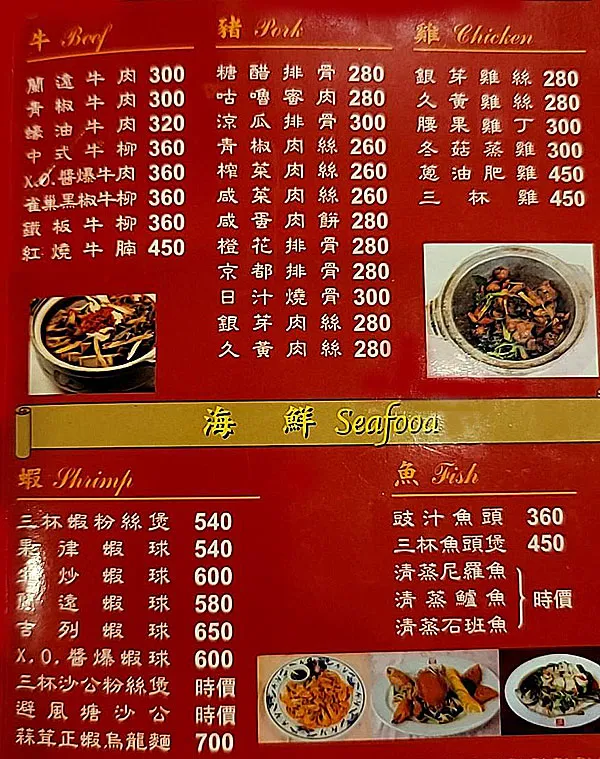 牛 Beef
蘭遠牛肉 300
青椒牛肉 300
蠔油牛肉 320
中式牛柳 360
X.O.醬爆牛肉 360
雀巢黑椒牛柳 360
鐵板牛柳 360
紅燒牛腩 450
豬 Pork
糖醋排骨 280
咕嚕蜜肉 280
涼瓜排骨 300
青椒肉絲 260
榨菜肉絲 260
咸菜肉絲 260
咸蛋肉餅 280
橙花排骨 280
京都排骨 280
日汁燒骨 300
銀芽肉絲 280
久黃肉絲 280
雞 Chicken
銀芽雞絲 280
久黃雞絲 280
腰果雞丁 300
冬菇蒸雞 300
蔥油肥雞 450
三杯雞 450
海鮮 Seafood
蝦 Shrimp
三杯蝦粉絲煲 540
果律蝦球 540
炒蝦球 600
遠蝦球 580
吉列蝦球 650
X.O.醬爆蝦球 600
三杯沙公粉絲煲 時價
避風塘沙公 時價
蒜茸正蝦烏龍麵 700
魚 Fish
豉汁魚頭 360
三杯魚頭煲 450
清蒸尼羅魚
清蒸鱸魚 時價
清蒸石班魚